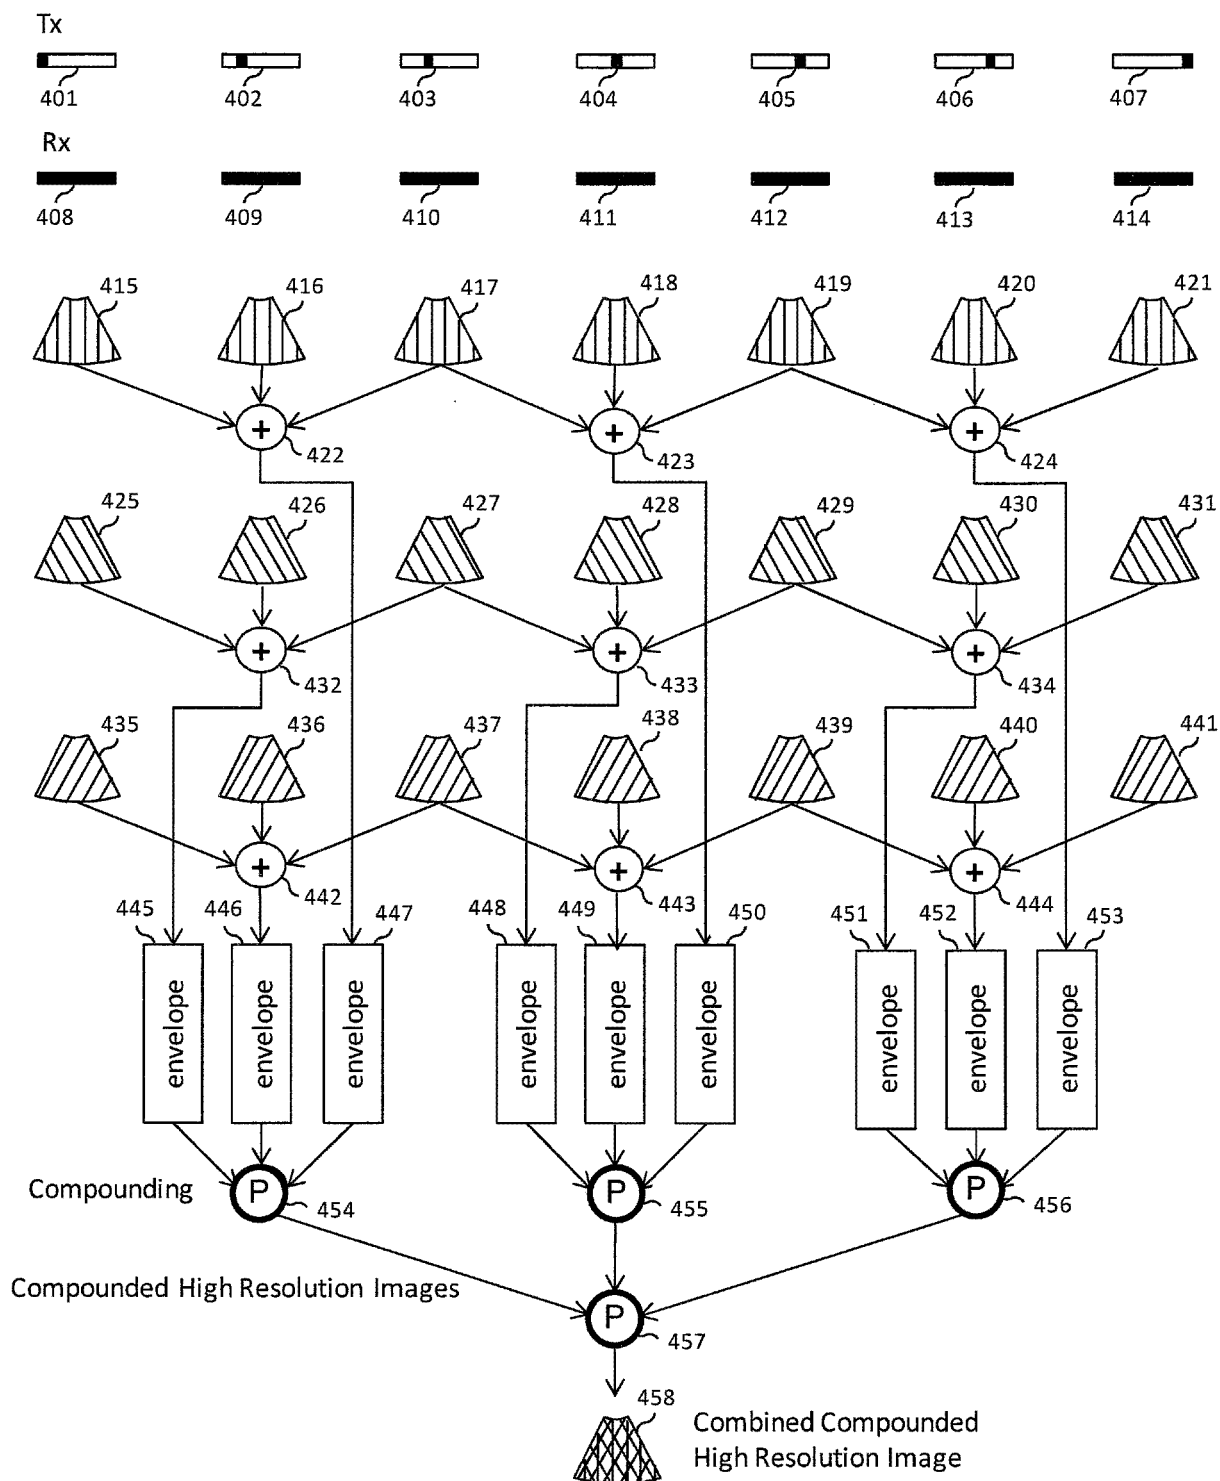 Tx
401 402 403 404 405 406 407
Rx
408 409 410 411 412 413 414
415 416 417 418 419 420 421
+ + +
422 423 424
425 426 427 428 429 430 431
+ + +
432 433 434
435 436 437 438 439 440 441
+ + +
442 443 444
445 446 447 448 449 450 451 452 453
envelope envelope envelope envelope envelope envelope envelope envelope envelope
Compounding P P P
454 455 456
Compounded High Resolution Images
P
457
458
Combined Compounded
High Resolution Image